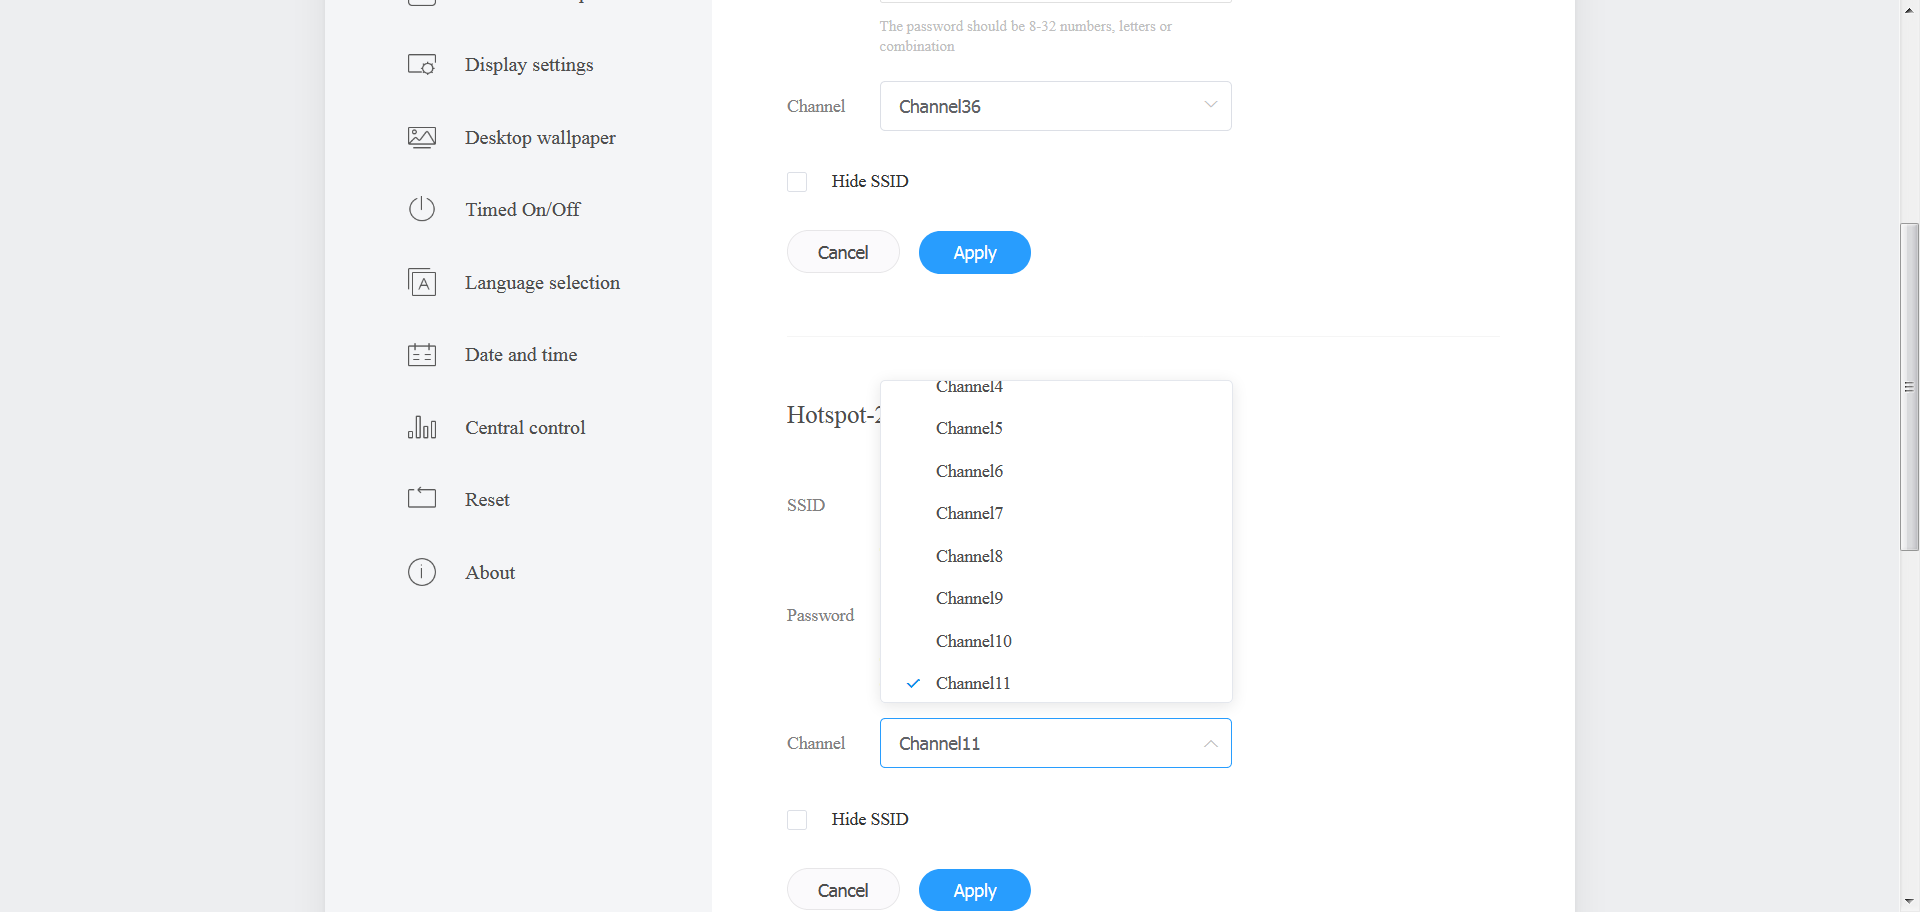 Display settings
Desktop wallpaper
Timed On/Off
Language selection
Date and time
Central control
Reset
About
The password should be 8-32 numbers, letters or
combination
Channel
Channel36
Hide SSID
Cancel
Apply
Hotspot-2
Channel4
Channel5
Channel6
SSID
Channel7
Channel8
Channel9
Password
Channel10
Channel11
Channel
Channel11
Hide SSID
Cancel
Apply